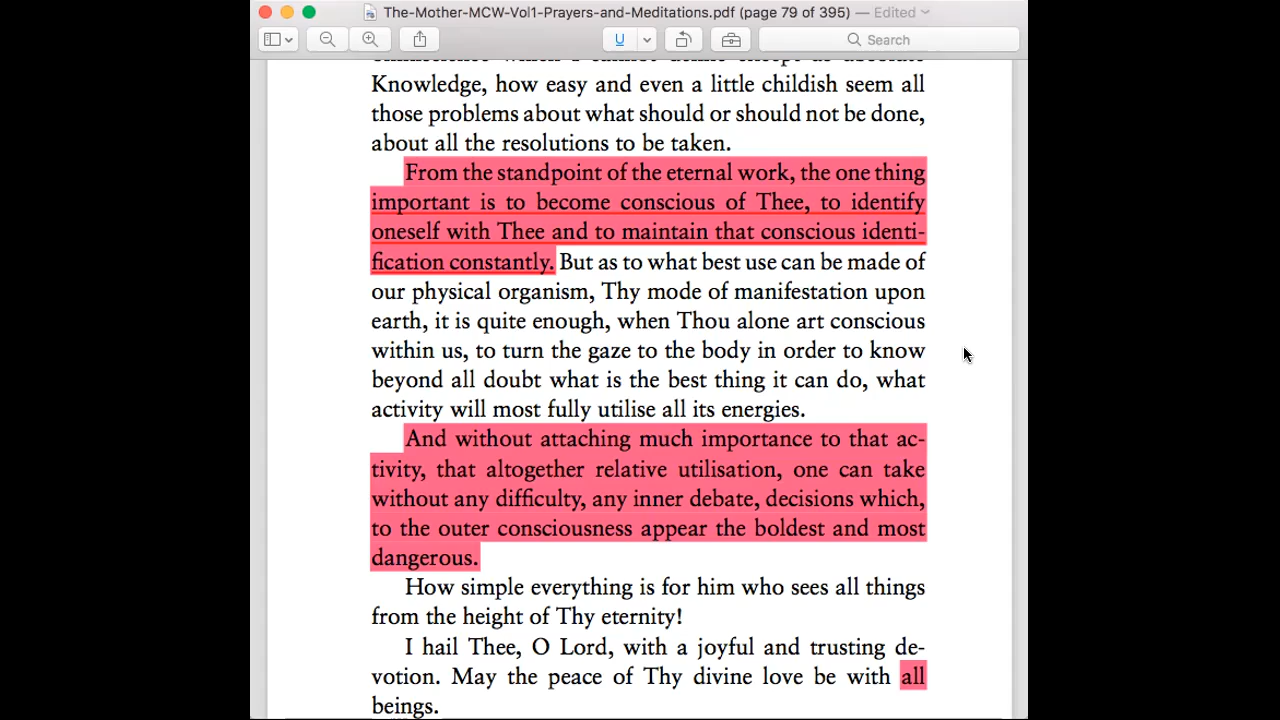 The-Mother-MCW-Vol1-Prayers-and-Meditations.pdf (page 79 of 395) — Edited
U
Search
Knowledge, how easy and even a little childish seem all
those problems about what should or should not be done,
about all the resolutions to be taken.
From the standpoint of the eternal work, the one thing
important is to become conscious of Thee, to identify
oneself with Thee and to maintain that conscious identi-
fication constantly. But as to what best use can be made of
our physical organism, Thy mode of manifestation upon
earth, it is quite enough, when Thou alone art conscious
within us, to turn the gaze to the body in order to know
beyond all doubt what is the best thing it can do, what
activity will most fully utilise all its energies.
And without attaching much importance to that ac-
tivity, that altogether relative utilisation, one can take
without any difficulty, any inner debate, decisions which,
to the outer consciousness appear the boldest and most
dangerous.
How simple everything is for him who sees all things
from the height of Thy eternity!
I hail Thee, O Lord, with a joyful and trusting de-
votion. May the peace of Thy divine love be with all
beings.